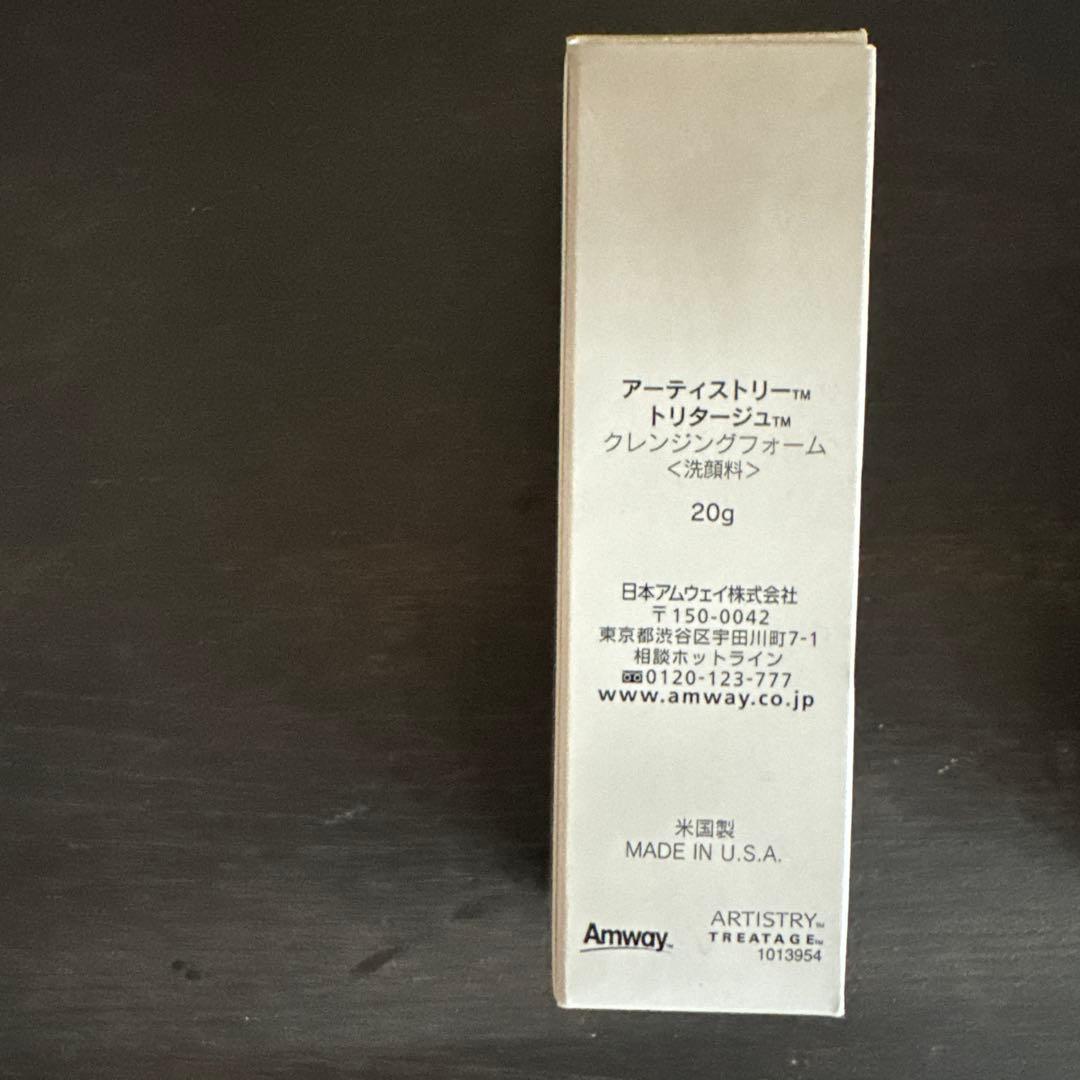 アーティストリー™
トリタージュ™
クレンジングフォーム
<洗顔料>
20g
日本アムウェイ株式会社
〒150-0042
東京都渋谷区宇田川町7-1
相談ホットライン
0120-123-777
www.amway.co.jp
米国製
MADE IN U.S.A.
Amway™
ARTISTRY™
TREATAGE™
1013954